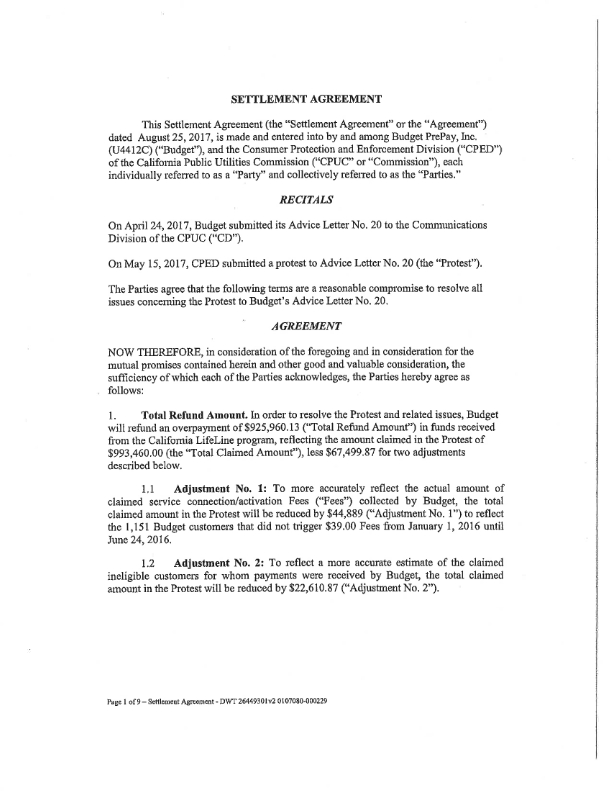 SETTLEMENT AGREEMENT
This Settlement Agreement (the “Settlement Agreement” or the “Agreement”)
dated August 25, 2017, is made and entered into by and among Budget PrePay, Inc.
(U4412C) (“Budget”), and the Consumer Protection and Enforcement Division (“CPED”)
of the California Public Utilities Commission (“CPUC” or “Commission”), each
individually referred to as a “Party” and collectively referred to as the “Parties.”
RECITALS
On April 24, 2017, Budget submitted its Advice Letter No. 20 to the Communications
Division of the CPUC (“CD”).
On May 15, 2017, CPED submitted a protest to Advice Letter No. 20 (the “Protest”).
The Parties agree that the following terms are a reasonable compromise to resolve all
issues concerning the Protest to Budget’s Advice Letter No. 20.
AGREEMENT
NOW THEREFORE, in consideration of the foregoing and in consideration for the
mutual promises contained herein and other good and valuable consideration, the
sufficiency of which each of the Parties acknowledges, the Parties hereby agree as
follows:
1. Total Refund Amount. In order to resolve the Protest and related issues, Budget
will refund an overpayment of $925,960.13 (“Total Refund Amount”) in funds received
from the California LifeLine program, reflecting the amount claimed in the Protest of
$993,460.00 (the “Total Claimed Amount”), less $67,499.87 for two adjustments
described below.
1.1 Adjustment No. 1: To more accurately reflect the actual amount of
claimed service connection/activation Fees (“Fees”) collected by Budget, the total
claimed amount in the Protest will be reduced by $44,889 (“Adjustment No. 1”) to reflect
the 1,151 Budget customers that did not trigger $39.00 Fees from January 1, 2016 until
June 24, 2016.
1.2 Adjustment No. 2: To reflect a more accurate estimate of the claimed
ineligible customers for whom payments were received by Budget, the total claimed
amount in the Protest will be reduced by $22,610.87 (“Adjustment No. 2”).
Page 1 of 9 – Settlement Agreement - DWT 26449301v2 0107080-000229